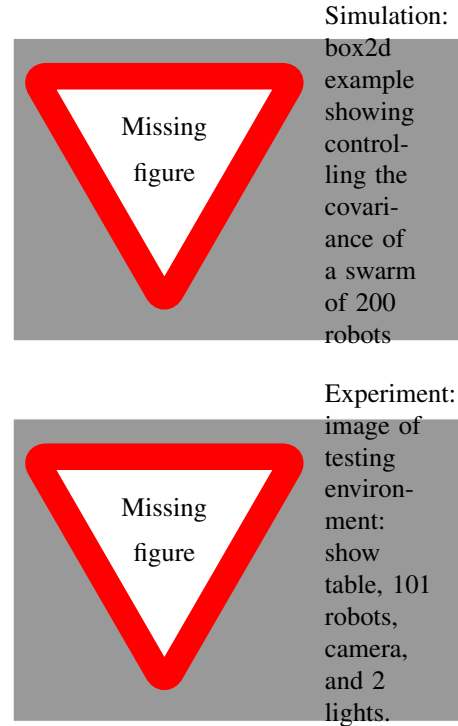 Missing
figure
Simulation:
box2d
example
showing
control-
ling the
covari-
ance of
a swarm
of 200
robots
Missing
figure
Experiment:
image of
testing
environ-
ment:
show
table, 101
robots,
camera,
and 2
lights.